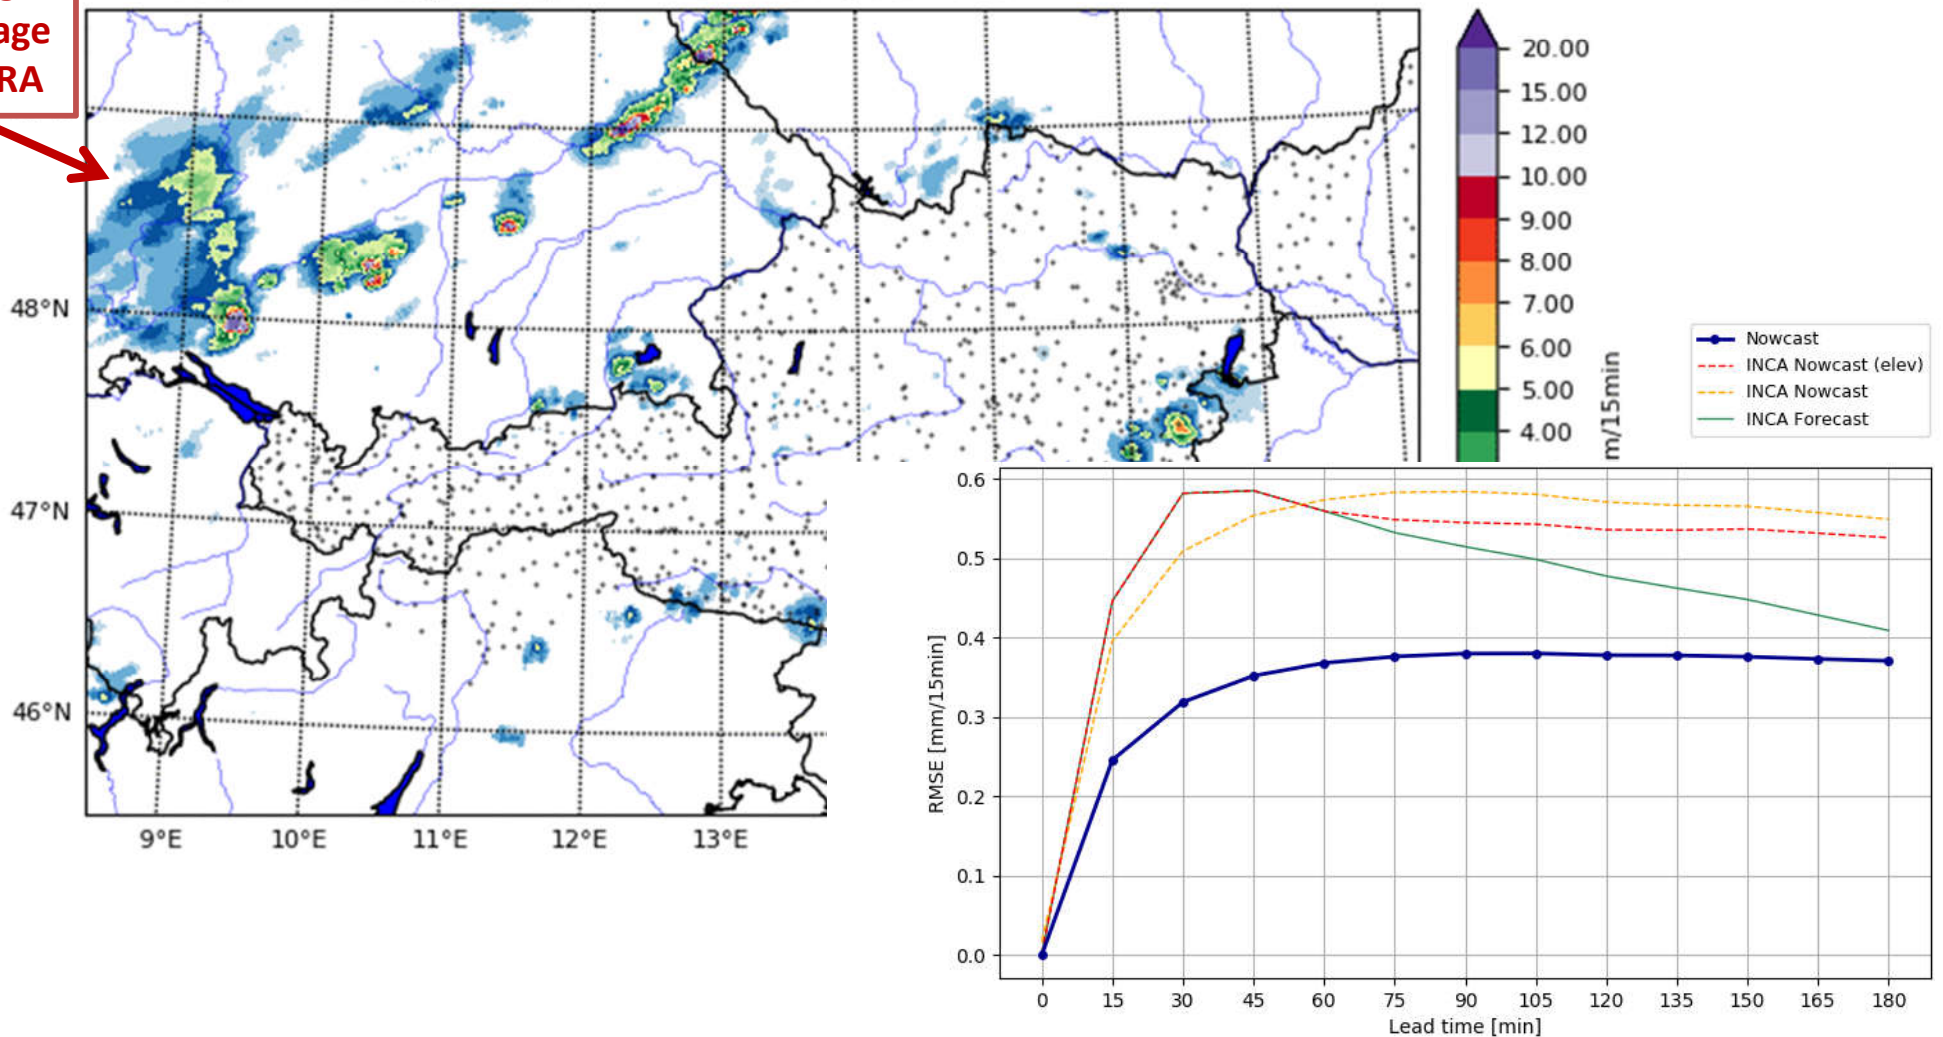 age
RA
20.00
15.00
12.00
10.00
9.00
8.00
7.00
6.00
5.00
4.00
m/15min
48°N
47°N
46°N
9°E
10°E
11°E
12°E
13°E
Nowcast
INCA Nowcast (elev)
INCA Nowcast
INCA Forecast
0.6
0.5
0.4
0.3
0.2
0.1
0.0
RMSE [mm/15min]
0 15 30 45 60 75 90 105 120 135 150 165 180
Lead time [min]